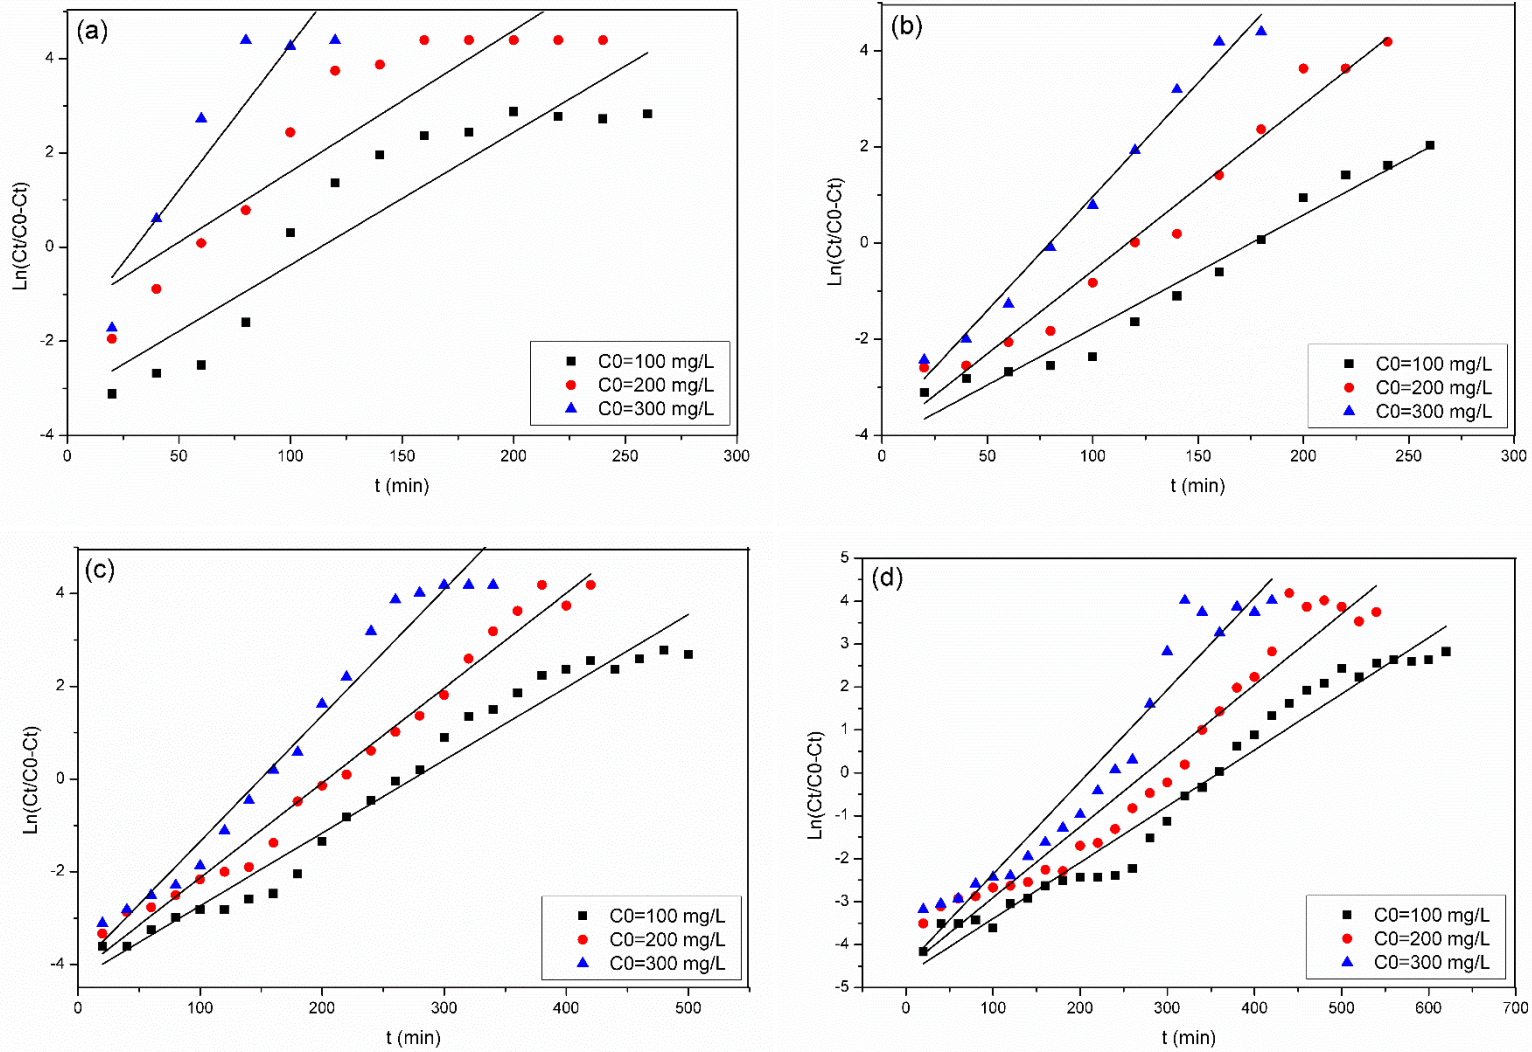 (a)
4
2
0
-2
-4
Ln(Ct/C0-Ct)
C0=100 mg/L
C0=200 mg/L
C0=300 mg/L
0 50 100 150 200 250 300
t (min)
(b)
4
2
0
-2
-4
Ln(Ct/C0-Ct)
C0=100 mg/L
C0=200 mg/L
C0=300 mg/L
0 50 100 150 200 250 300
t (min)
(c)
4
2
0
-2
-4
Ln(Ct/C0-Ct)
C0=100 mg/L
C0=200 mg/L
C0=300 mg/L
0 100 200 300 400 500
t (min)
(d)
5
4
3
2
1
0
-1
-2
-3
-4
-5
Ln(Ct/C0-Ct)
C0=100 mg/L
C0=200 mg/L
C0=300 mg/L
0 100 200 300 400 500 600 700
t (min)